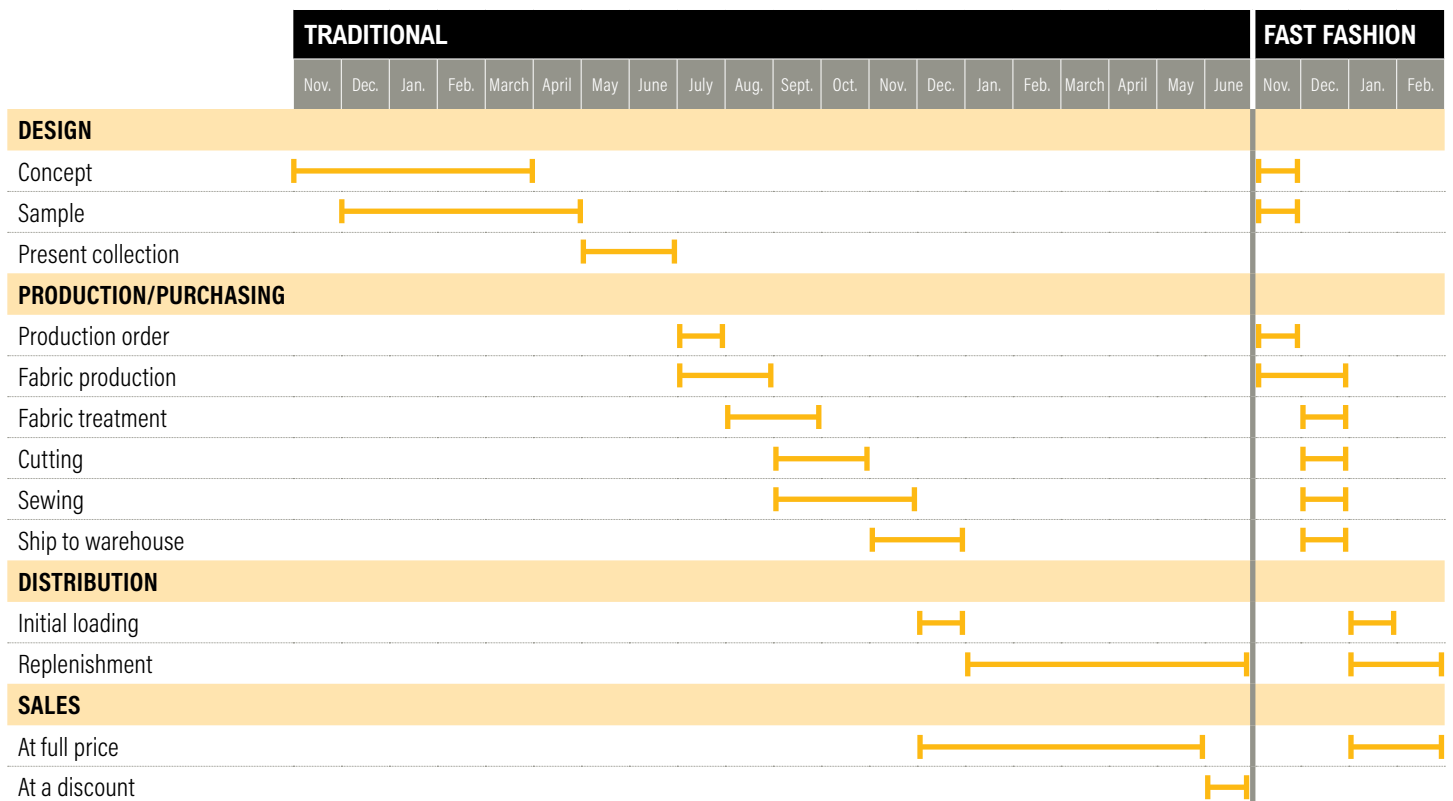 TRADITIONAL FAST FASHION
Nov. Dec. Jan. Feb. March April May June July Aug. Sept. Oct. Nov. Dec. Jan. Feb. March April May June Nov. Dec. Jan. Feb.
DESIGN
Concept
Sample
Present collection
PRODUCTION/PURCHASING
Production order
Fabric production
Fabric treatment
Cutting
Sewing
Ship to warehouse
DISTRIBUTION
Initial loading
Replenishment
SALES
At full price
At a discount